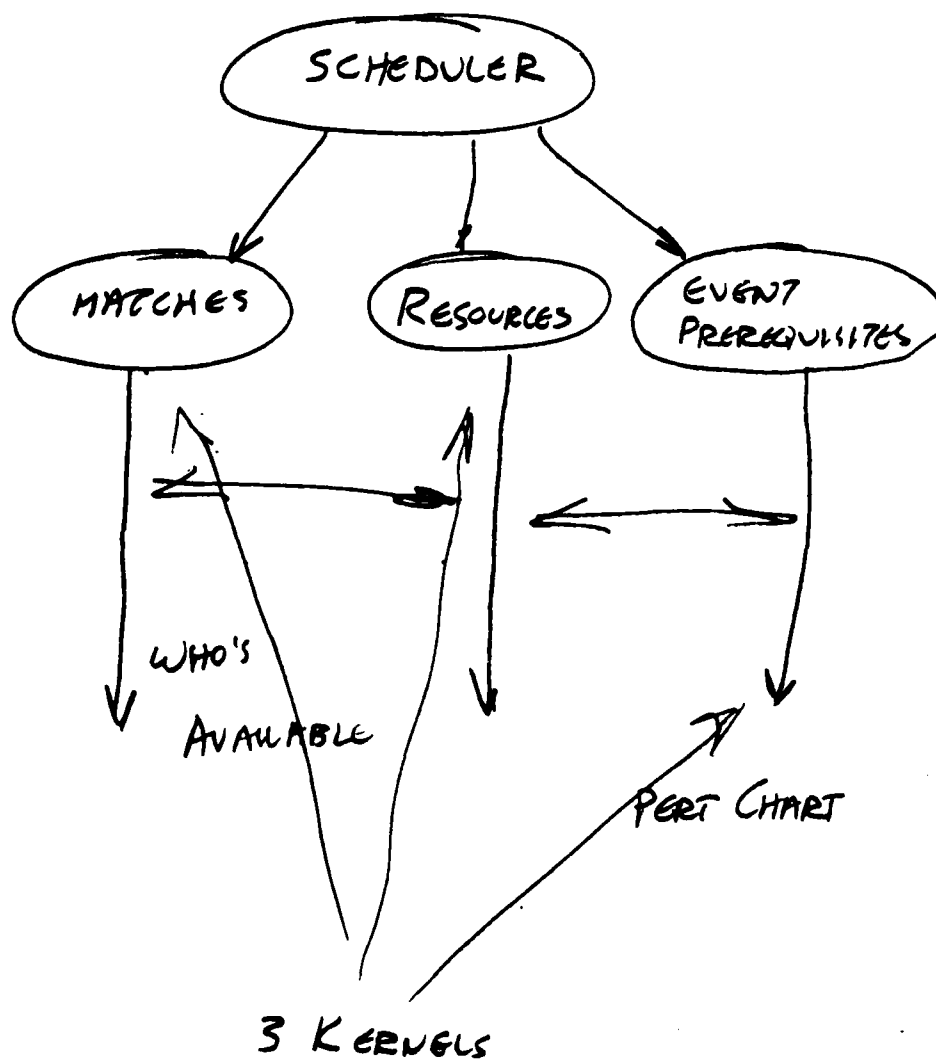 SCHEDULER
MATCHES
RESOURCES
EVENT
PREREQUISITES
WHO'S
AVAILABLE
PERT CHART
3 KERNELS